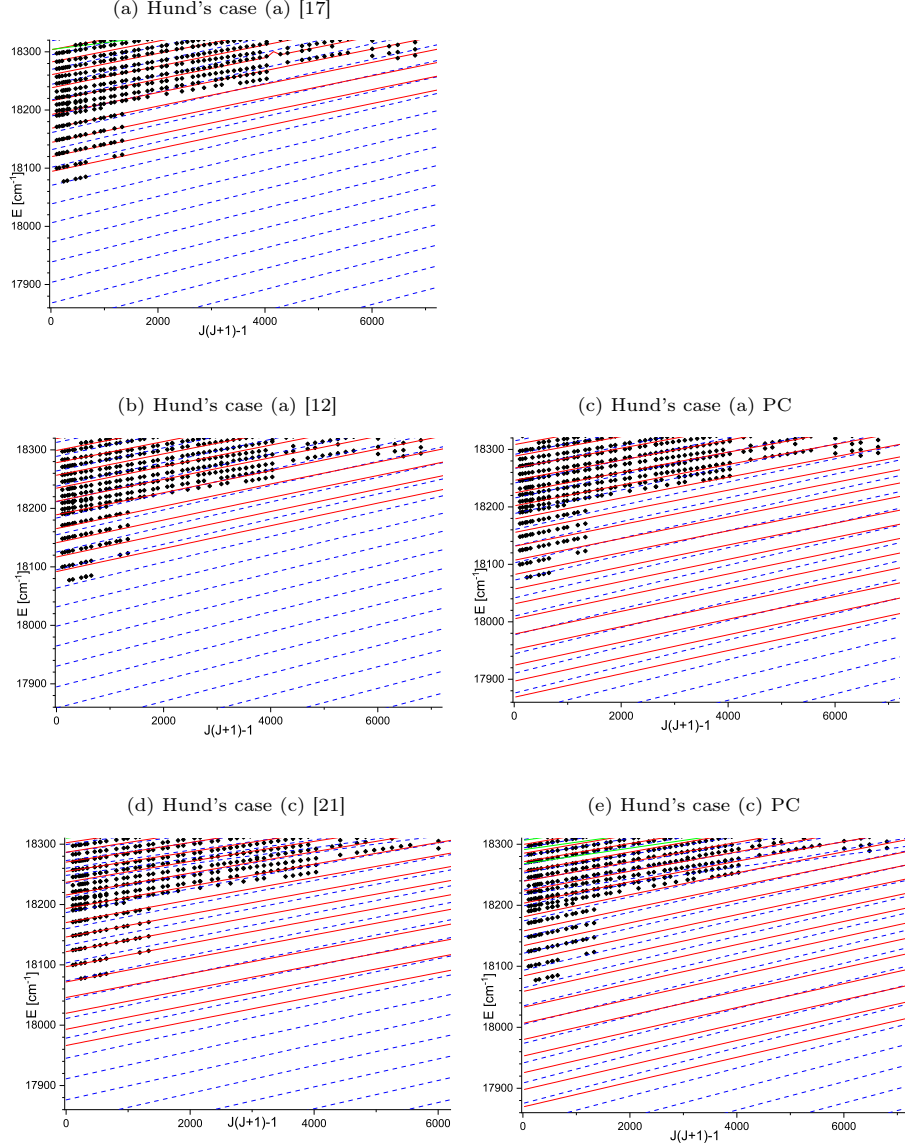 (a) Hund's case (a) [17]
18300
18200
18100
18000
17900
E [cm⁻¹]
0 2000 4000 6000
J(J+1)-1
(b) Hund's case (a) [12]
18300
18200
18100
18000
17900
E [cm⁻¹]
0 2000 4000 6000
J(J+1)-1
(c) Hund's case (a) PC
18300
18200
18100
18000
17900
E [cm⁻¹]
0 2000 4000 6000
J(J+1)-1
(d) Hund's case (c) [21]
18300
18200
18100
18000
17900
E [cm⁻¹]
0 2000 4000 6000
J(J+1)-1
(e) Hund's case (c) PC
18300
18200
18100
18000
17900
E [cm⁻¹]
0 2000 4000 6000
J(J+1)-1